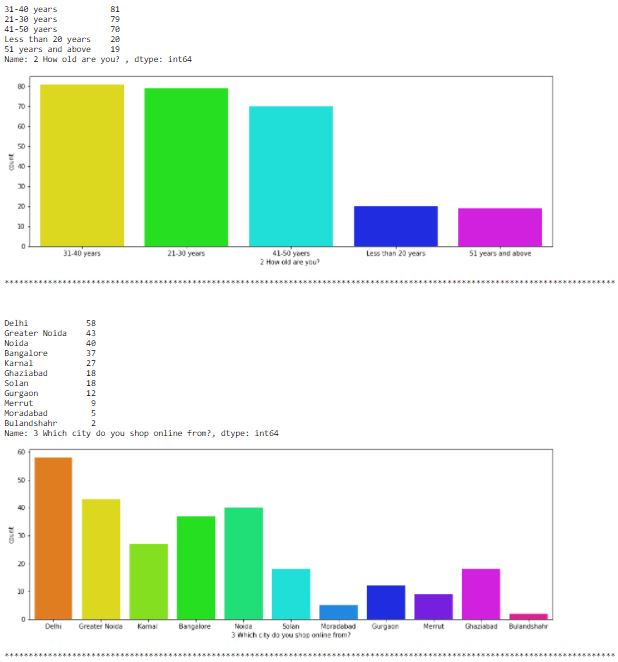 31-40 years 81
21-30 years 79
41-50 yaers 70
Less than 20 years 20
51 years and above 19
Name: 2 How old are you? , dtype: int64
80
70
60
50
40
30
20
10
0
count
31-40 years 21-30 years 41-50 yaers Less than 20 years 51 years and above
2 How old are you?
********************************************************************************************************************************
Delhi 58
Greater Noida 43
Noida 40
Bangalore 37
Karnal 27
Ghaziabad 18
Solan 18
Gurgaon 12
Merrut 9
Moradabad 5
Bulandshahr 2
Name: 3 Which city do you shop online from?, dtype: int64
60
50
40
30
20
10
0
count
Delhi Greater Noida Karnal Bangalore Noida Solan Moradabad Gurgaon Merrut Ghaziabad Bulandshahr
3 Which city do you shop online from?
********************************************************************************************************************************